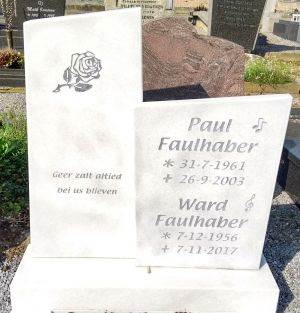 Geer zalt altied
bei us blieven
Paul
Faulhaber
* 31-7-1961
+ 26-9-2003
Ward
Faulhaber
* 7-12-1956
+ 7-11-2017